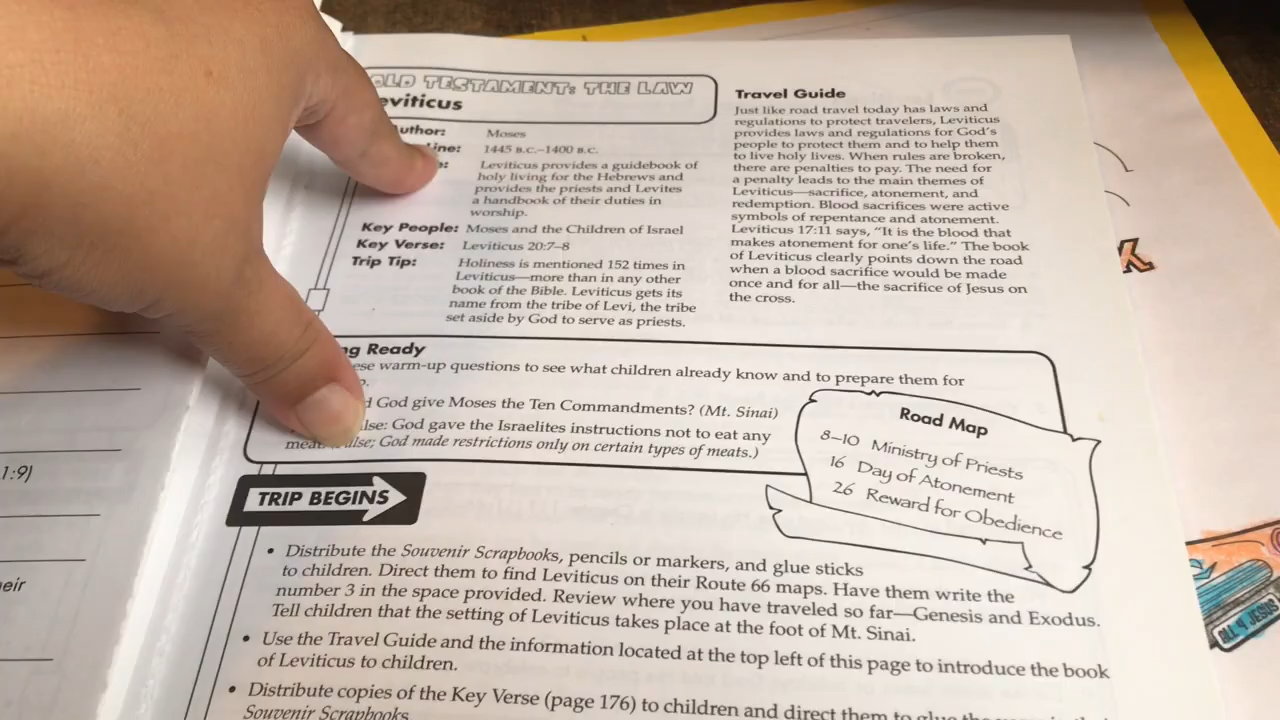 OLD TESTAMENT: THE LAW
eviticus
uthor: Moses
ine: 1445 B.C.–1400 B.C.
: Leviticus provides a guidebook of
holy living for the Hebrews and
provides the priests and Levites
a handbook of their duties in
worship.
Key People: Moses and the Children of Israel
Key Verse: Leviticus 20:7–8
Trip Tip: Holiness is mentioned 152 times in
Leviticus—more than in any other
book of the Bible. Leviticus gets its
name from the tribe of Levi, the tribe
set aside by God to serve as priests.
Travel Guide
Just like road travel today has laws and
regulations to protect travelers, Leviticus
provides laws and regulations for God's
people to protect them and to help them
to live holy lives. When rules are broken,
there are penalties to pay. The need for
a penalty leads to the main themes of
Leviticus—sacrifice, atonement, and
redemption. Blood sacrifices were active
symbols of repentance and atonement.
Leviticus 17:11 says, "It is the blood that
makes atonement for one's life." The book
of Leviticus clearly points down the road
when a blood sacrifice would be made
once and for all—the sacrifice of Jesus on
the cross.
ng Ready
ese warm-up questions to see what children already know and to prepare them for
d God give Moses the Ten Commandments? (Mt. Sinai)
lse: God gave the Israelites instructions not to eat any
meat. lse; God made restrictions only on certain types of meats.)
Road Map
8–10 Ministry of Priests
16 Day of Atonement
26 Reward for Obedience
TRIP BEGINS
• Distribute the Souvenir Scrapbooks, pencils or markers, and glue sticks
to children. Direct them to find Leviticus on their Route 66 maps. Have them write the
number 3 in the space provided. Review where you have traveled so far—Genesis and Exodus.
Tell children that the setting of Leviticus takes place at the foot of Mt. Sinai.
• Use the Travel Guide and the information located at the top left of this page to introduce the book
of Leviticus to children.
• Distribute copies of the Key Verse (page 176) to children and direct them to glue
Souvenir Scrapbooks
1:9)
eir
K
ALL 4 JESUS